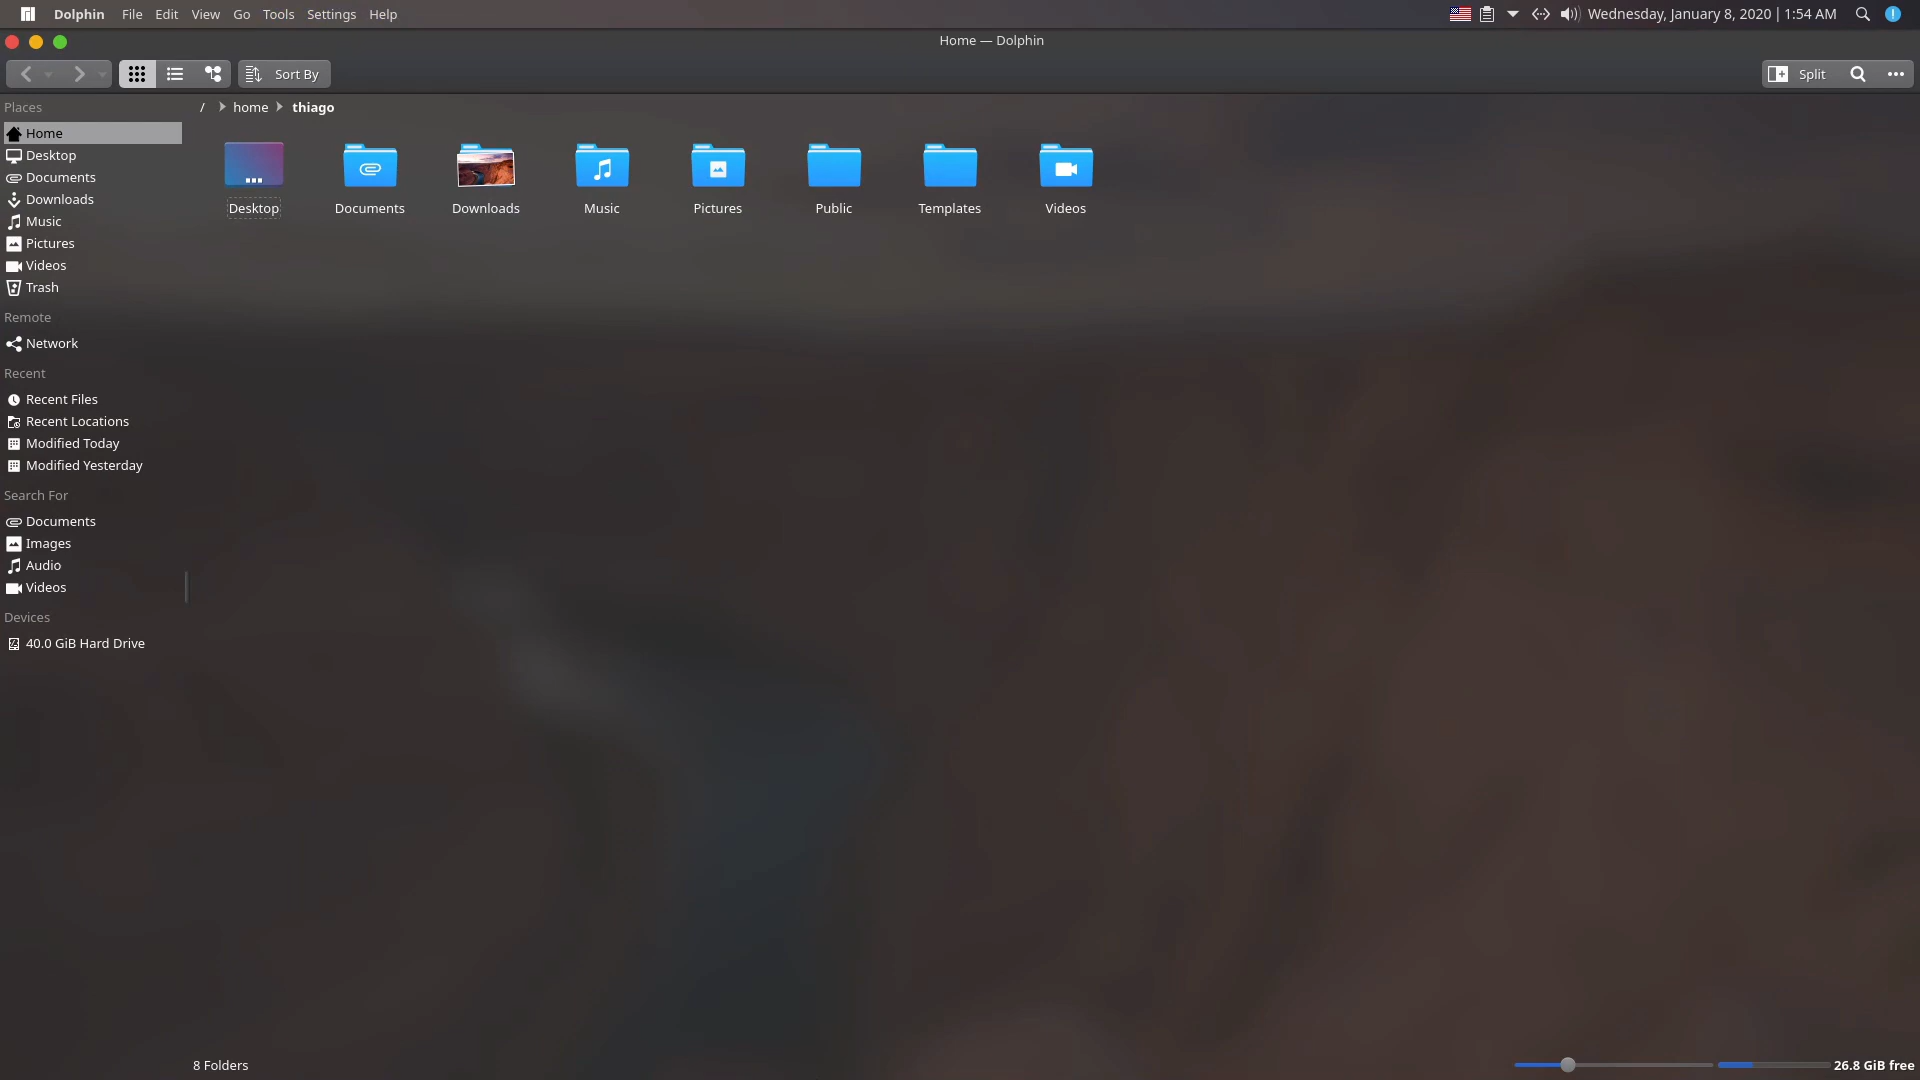 Dolphin File Edit View Go Tools Settings Help
Wednesday, January 8, 2020 | 1:54 AM
Home — Dolphin
Sort By
Split
Places
Home
Desktop
Documents
Downloads
Music
Pictures
Videos
Trash
Remote
Network
Recent
Recent Files
Recent Locations
Modified Today
Modified Yesterday
Search For
Documents
Images
Audio
Videos
Devices
40.0 GiB Hard Drive
/ home thiago
Desktop Documents Downloads Music Pictures Public Templates Videos
8 Folders
26.8 GiB free